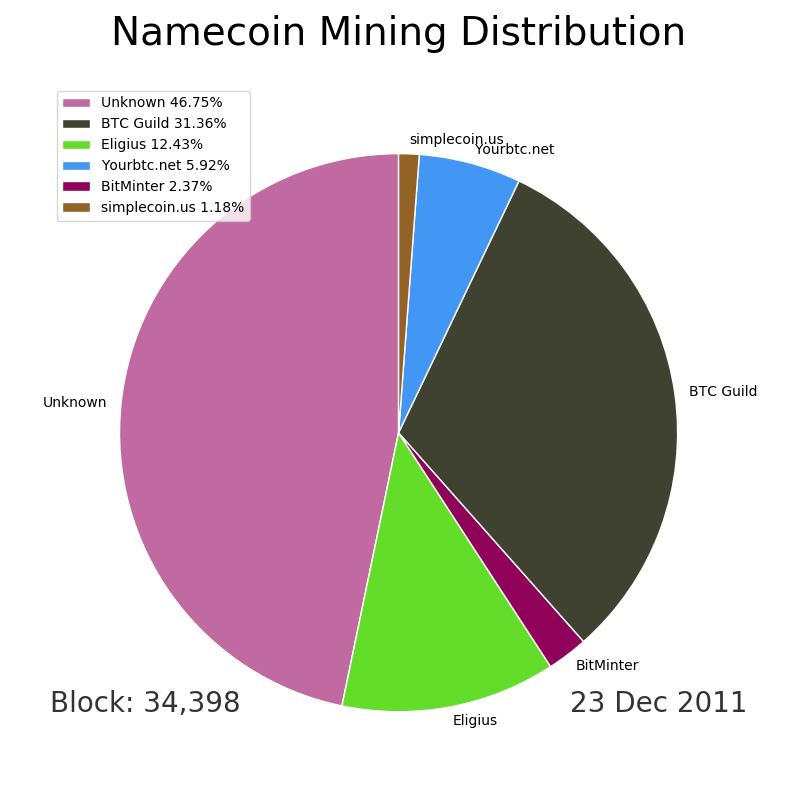 Namecoin Mining Distribution
Unknown 46.75%
BTC Guild 31.36%
Eligius 12.43%
Yourbtc.net 5.92%
BitMinter 2.37%
simplecoin.us 1.18%
simplecoin.us
Yourbtc.net
BTC Guild
Unknown
BitMinter
Eligius
Block: 34,398
23 Dec 2011